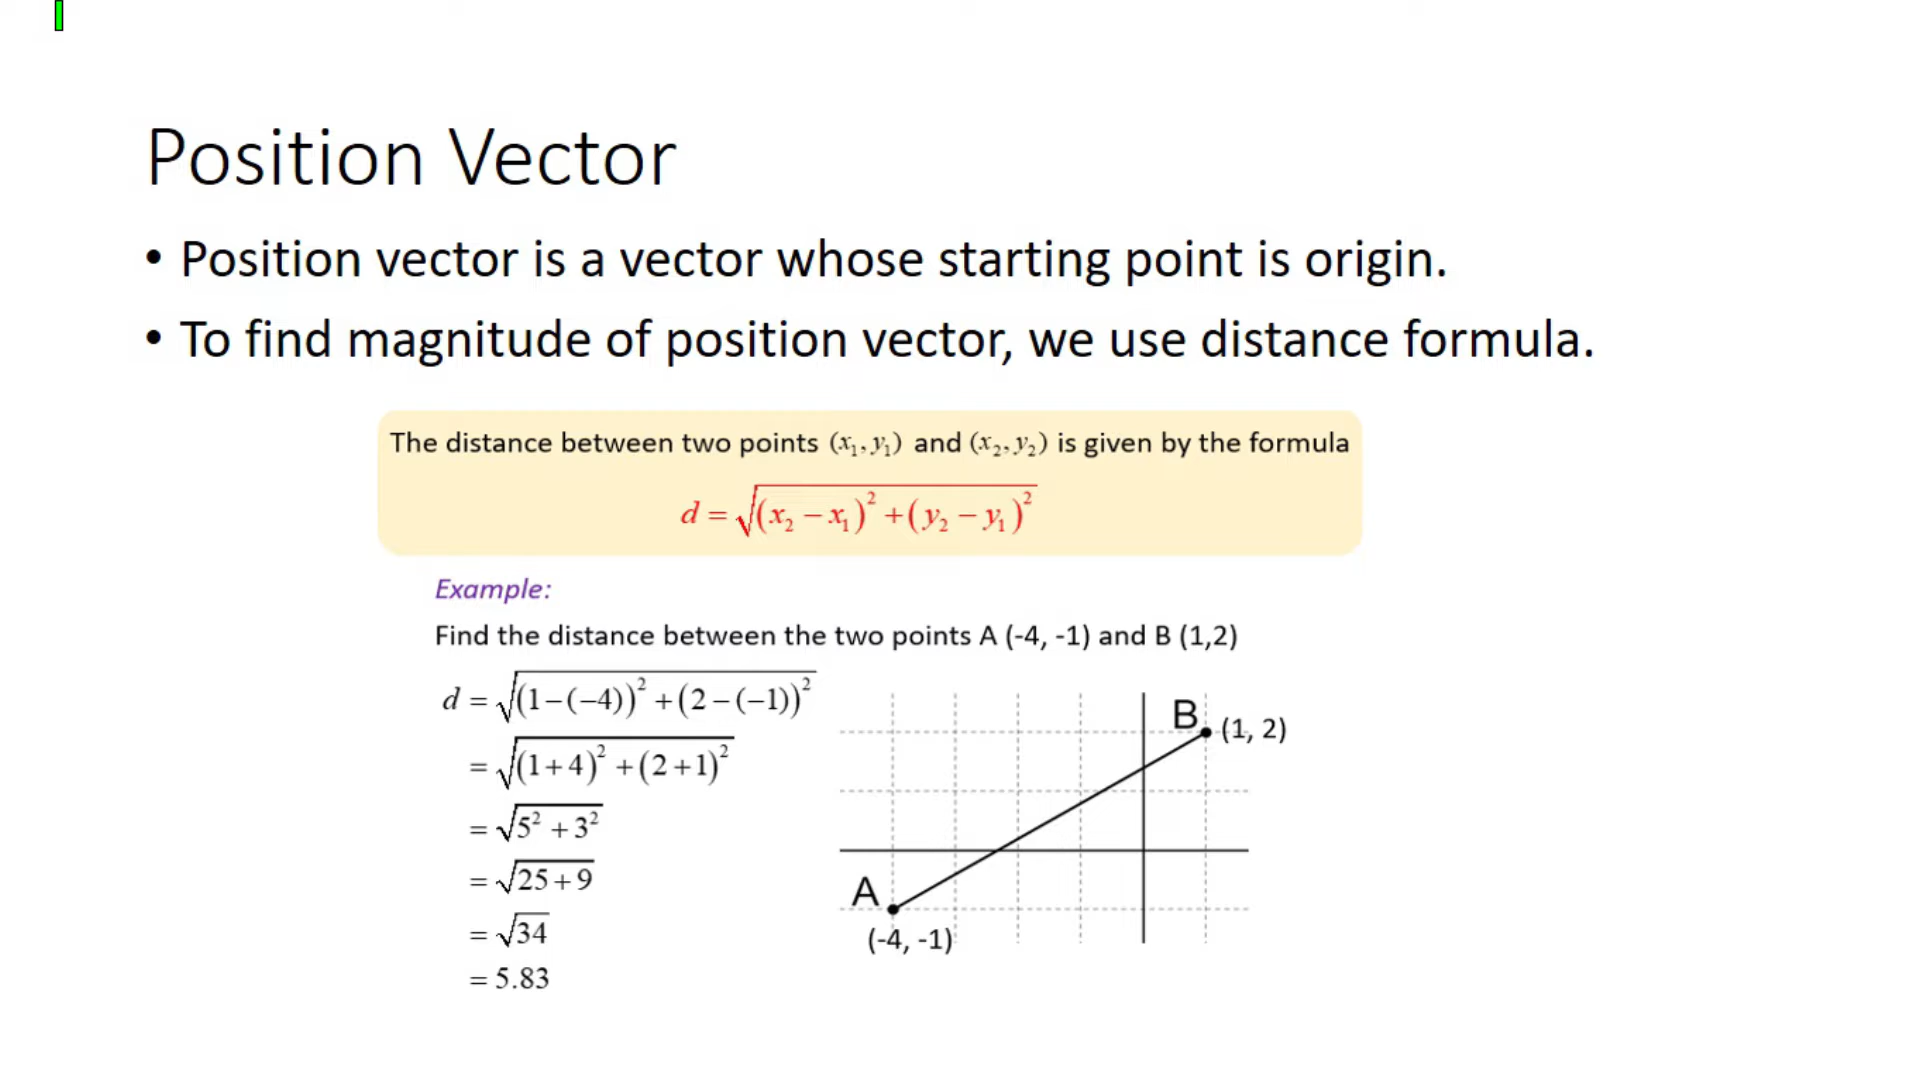 Position Vector
• Position vector is a vector whose starting point is origin.
• To find magnitude of position vector, we use distance formula.
The distance between two points (x₁, y₁) and (x₂, y₂) is given by the formula
d = √((x₂ − x₁)² + (y₂ − y₁)²)
Example:
Find the distance between the two points A (-4, -1) and B (1,2)
d = √((1−(−4))² + (2−(−1))²)
= √((1+4)² + (2+1)²)
= √(5² + 3²)
= √(25+9)
= √34
= 5.83
B (1, 2)
A
(-4, -1)